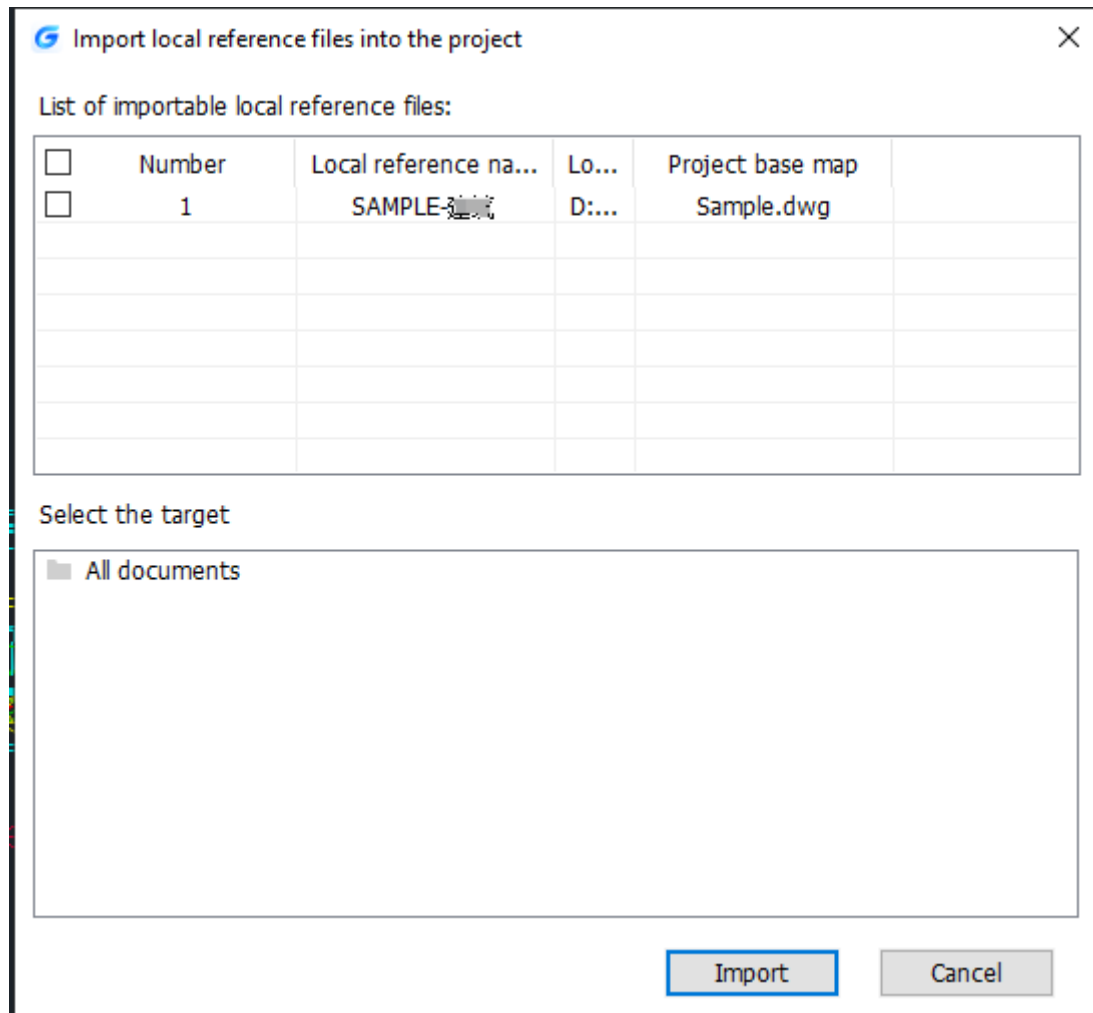 Import local reference files into the project
List of importable local reference files:
Number Local reference na... Lo... Project base map
1 SAMPLE- D:... Sample.dwg
Select the target
All documents
Import Cancel